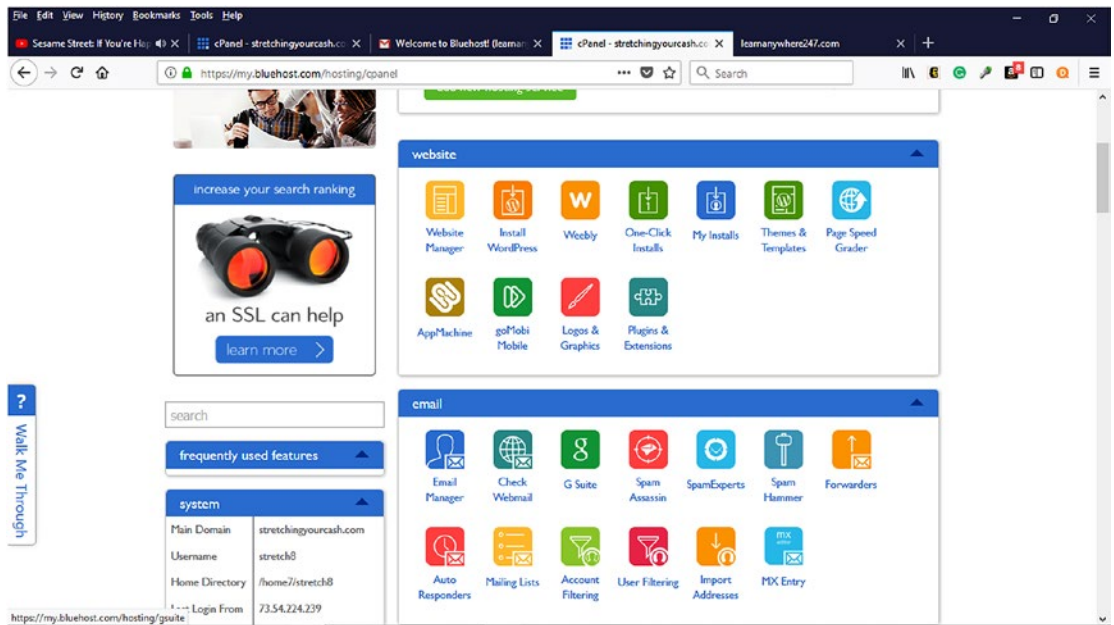 File Edit View History Bookmarks Tools Help
Sesame Street: If You're Hap
cPanel - stretchingyourcash.co
Welcome to Bluehost! (learnan
cPanel - stretchingyourcash.co
learnanywhere247.com
https://my.bluehost.com/hosting/cpanel
Search
website
increase your search ranking
an SSL can help
learn more
Website Manager
Install WordPress
Weebly
One-Click Installs
My Installs
Themes & Templates
Page Speed Grader
AppMachine
goMobi Mobile
Logos & Graphics
Plugins & Extensions
?
Walk Me Through
search
frequently used features
system
Main Domain stretchingyourcash.com
Username stretch8
Home Directory /home7/stretch8
Login From 73.54.224.239
https://my.bluehost.com/hosting/gsuite
email
Email Manager
Check Webmail
G Suite
Spam Assassin
SpamExperts
Spam Hammer
Forwarders
Auto Responders
Mailing Lists
Account Filtering
User Filtering
Import Addresses
MX Entry